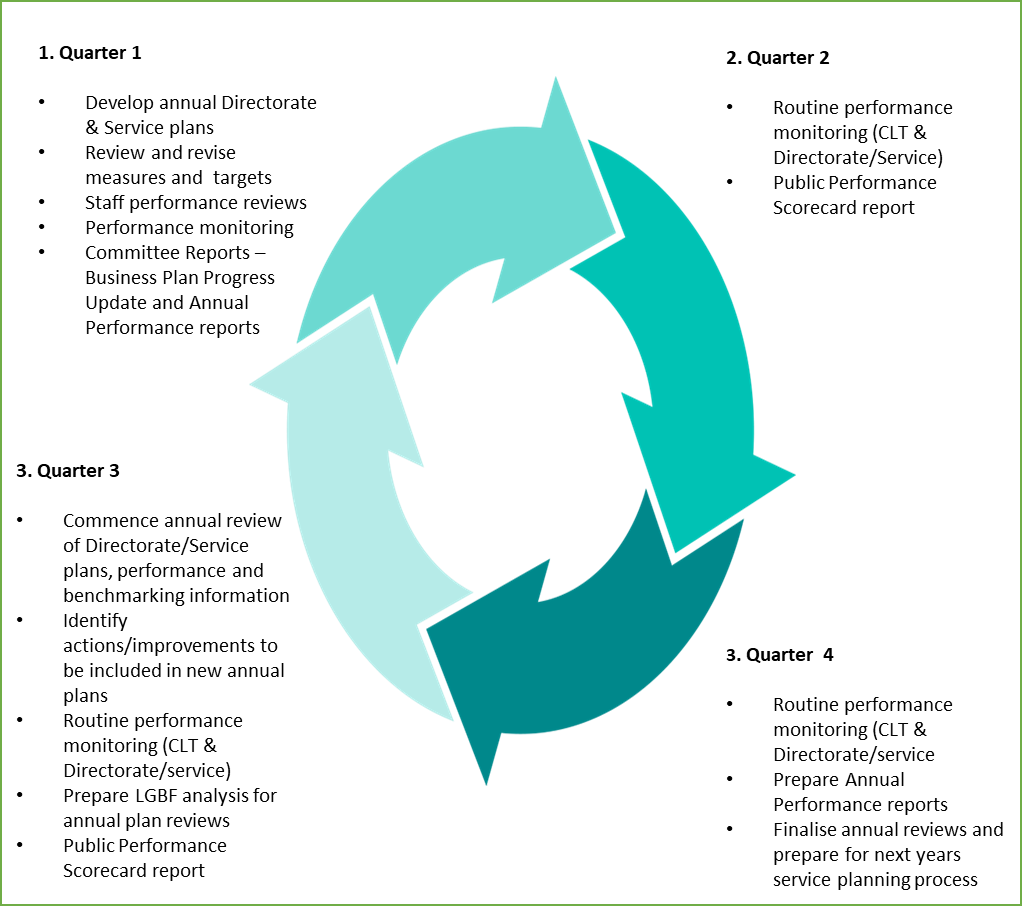 1. Quarter 1
• Develop annual Directorate
& Service plans
• Review and revise
measures and targets
• Staff performance reviews
• Performance monitoring
• Committee Reports –
Business Plan Progress
Update and Annual
Performance reports
2. Quarter 2
• Routine performance
monitoring (CLT &
Directorate/Service)
• Public Performance
Scorecard report
3. Quarter 3
• Commence annual review
of Directorate/Service
plans, performance and
benchmarking information
• Identify
actions/improvements to
be included in new annual
plans
• Routine performance
monitoring (CLT &
Directorate/service)
• Prepare LGBF analysis for
annual plan reviews
• Public Performance
Scorecard report
3. Quarter 4
• Routine performance
monitoring (CLT &
Directorate/service
• Prepare Annual
Performance reports
• Finalise annual reviews and
prepare for next years
service planning process